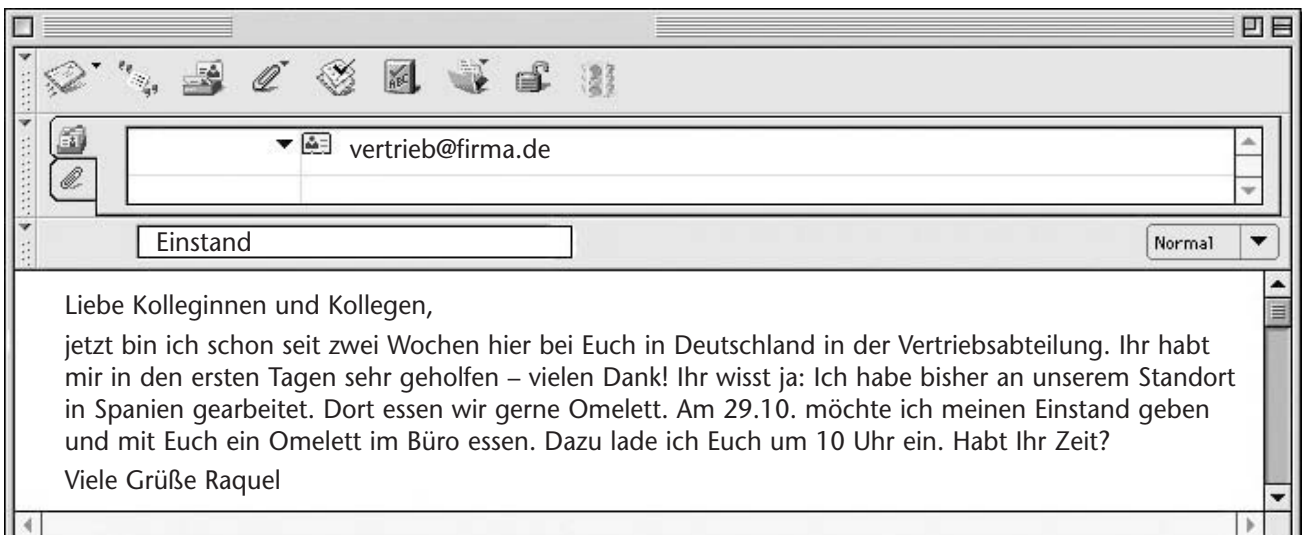 ABC
vertrieb@firma.de
Einstand
Normal
Liebe Kolleginnen und Kollegen,
jetzt bin ich schon seit zwei Wochen hier bei Euch in Deutschland in der Vertriebsabteilung. Ihr habt
mir in den ersten Tagen sehr geholfen – vielen Dank! Ihr wisst ja: Ich habe bisher an unserem Standort
in Spanien gearbeitet. Dort essen wir gerne Omelett. Am 29.10. möchte ich meinen Einstand geben
und mit Euch ein Omelett im Büro essen. Dazu lade ich Euch um 10 Uhr ein. Habt Ihr Zeit?
Viele Grüße Raquel